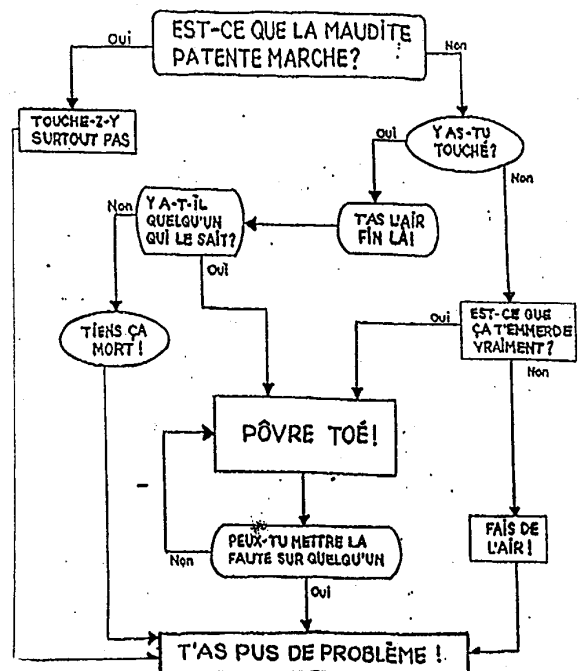 EST-CE QUE LA MAUDITE
PATENTE MARCHE?
Oui
Non
TOUCHE-Z-Y
SURTOUT PAS
Y AS-TU
TOUCHÉ?
Oui
Non
T'AS L'AIR
FIN LÀ!
Y A-T-IL
QUELQU'UN
QUI LE SAIT?
Non
Oui
TIENS ÇA
MORT!
EST-CE QUE
ÇA T'EMMERDE
VRAIMENT?
Oui
Non
PÔVRE TOÉ!
FAIS DE
L'AIR!
PEUX-TU METTRE LA
FAUTE SUR QUELQU'UN
Non
Oui
T'AS PUS DE PROBLÈME!